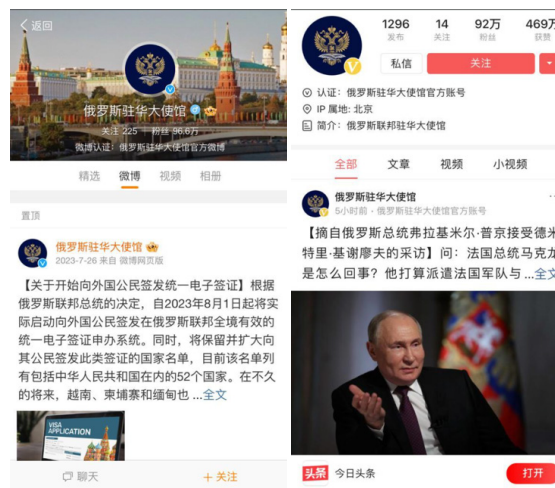 返回
俄罗斯驻华大使馆
关注 225 | 粉丝 96.6万
微博认证：俄罗斯驻华大使馆官方微博
精选 微博 视频 相册
置顶
俄罗斯驻华大使馆
2023-7-26 来自 微博网页版
【关于开始向外国公民签发统一电子签证】根据
俄罗斯联邦总统的决定，自2023年8月1日起将实
际启动向外国公民签发在俄罗斯联邦全境有效的
统一电子签证申办系统。同时，将保留并扩大向
其公民签发此类签证的国家名单，目前该名单列
有包括中华人民共和国在内的52个国家。在不久
的将来，越南、柬埔寨和缅甸也 ...全文
VISA
APPLICATION
聊天 +关注
1296 14 92万 469万
发布 关注 粉丝 获赞
私信 关注
认证：俄罗斯驻华大使馆官方账号
IP 属地: 北京
简介：俄罗斯联邦驻华大使馆
全部 文章 视频 小视频
俄罗斯驻华大使馆
5小时前 · 俄罗斯驻华大使馆官方账号
【摘自俄罗斯总统弗拉基米尔·普京接受德米
特里·基谢廖夫的采访】问：法国总统马克龙
是怎么回事？他打算派遣法国军队与 ...全文
头条 今日头条 打开